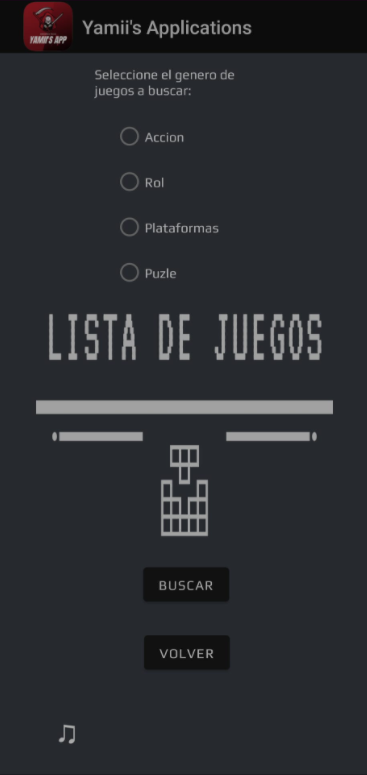 YAMII'S APP
Yamii's Applications
Seleccione el genero de
juegos a buscar:
Accion
Rol
Plataformas
Puzle
LISTA DE JUEGOS
BUSCAR
VOLVER